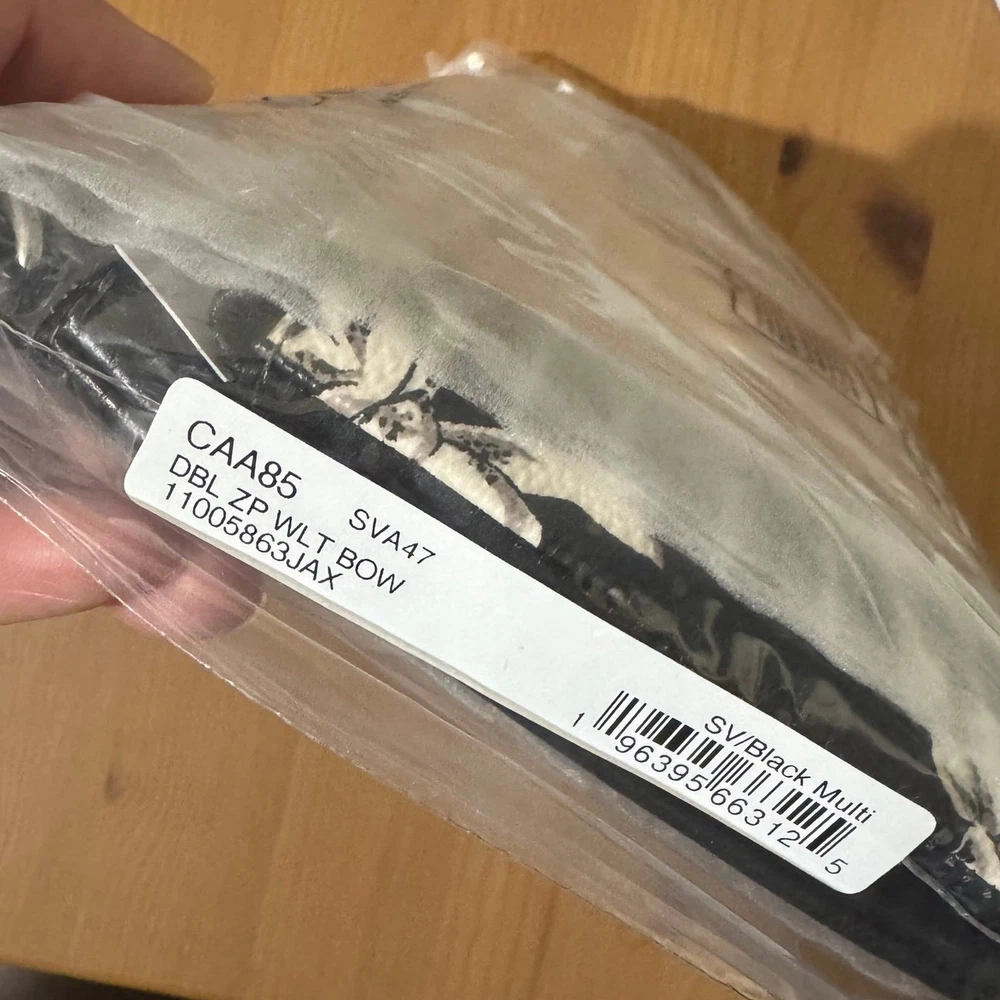 CAA85
SVA47
DBL ZP WLT BOW
11005863JAX
SV/Black Multi
1 96395 66312 5